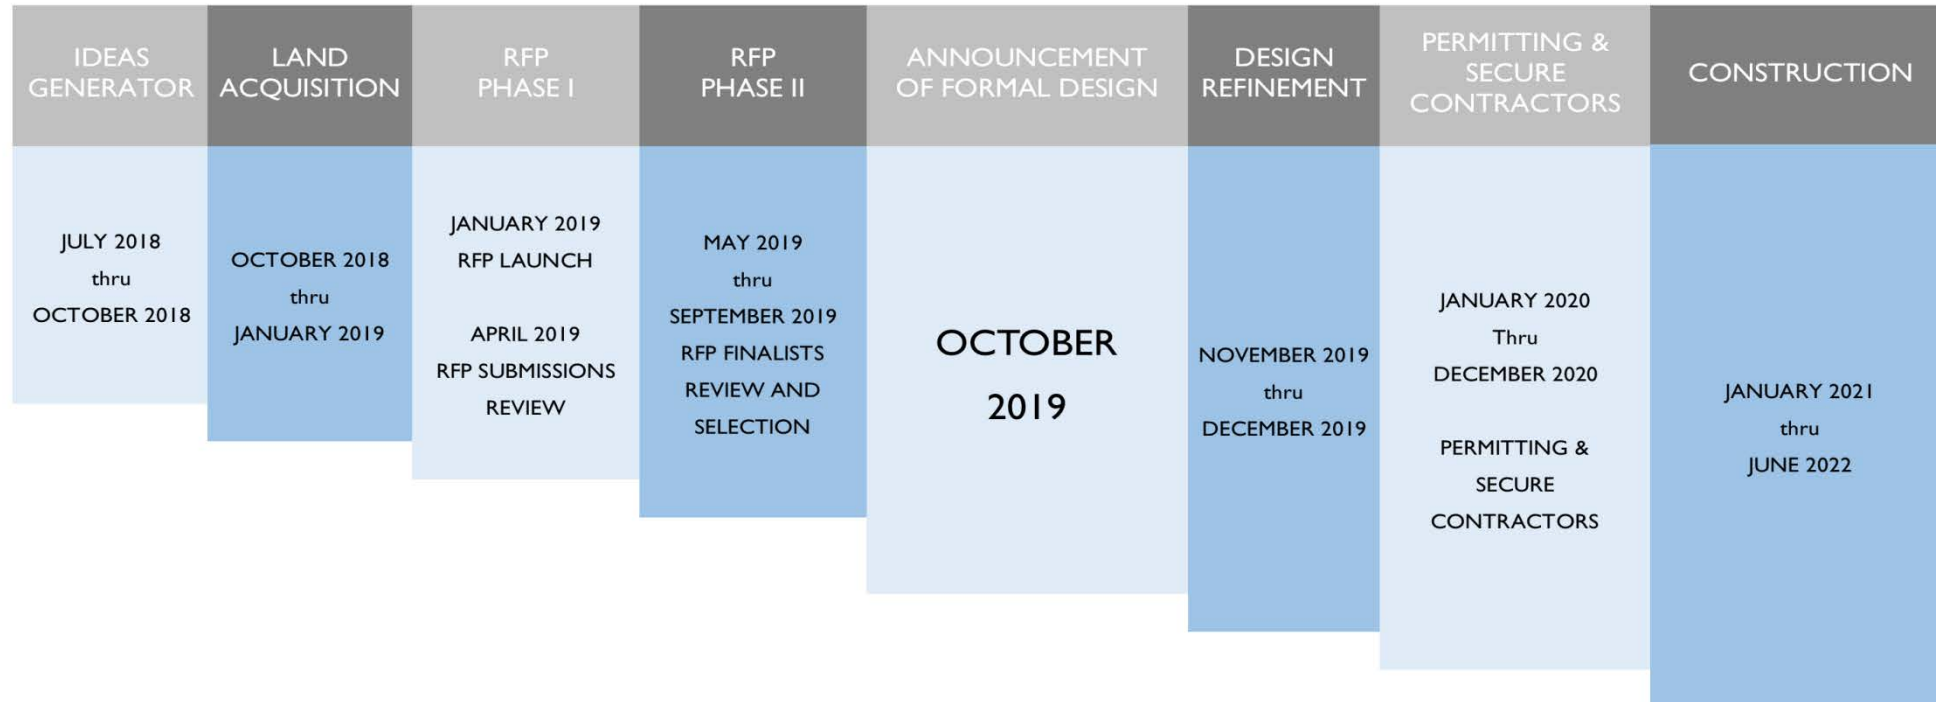 IDEAS
GENERATOR
LAND
ACQUISITION
RFP
PHASE I
RFP
PHASE II
ANNOUNCEMENT
OF FORMAL DESIGN
DESIGN
REFINEMENT
PERMITTING &
SECURE
CONTRACTORS
CONSTRUCTION
JULY 2018
thru
OCTOBER 2018
OCTOBER 2018
thru
JANUARY 2019
JANUARY 2019
RFP LAUNCH
APRIL 2019
RFP SUBMISSIONS
REVIEW
MAY 2019
thru
SEPTEMBER 2019
RFP FINALISTS
REVIEW AND
SELECTION
OCTOBER
2019
NOVEMBER 2019
thru
DECEMBER 2019
JANUARY 2020
Thru
DECEMBER 2020
PERMITTING &
SECURE
CONTRACTORS
JANUARY 2021
thru
JUNE 2022